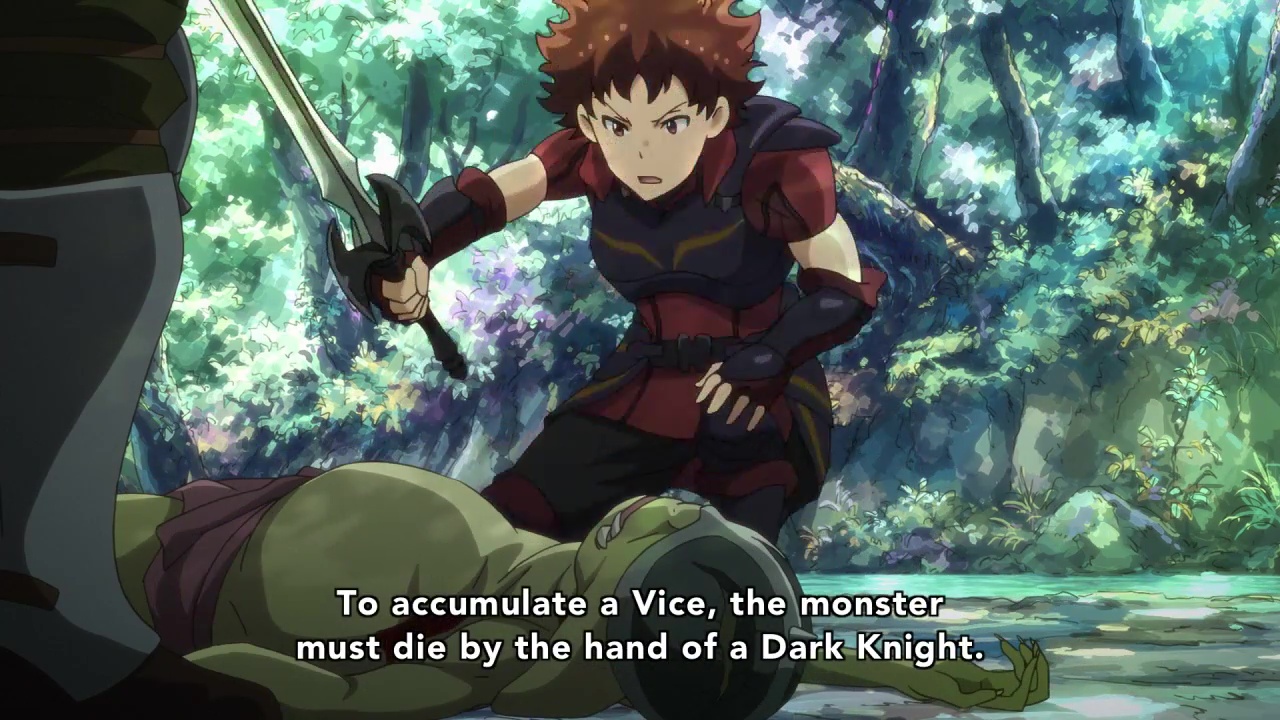 To accumulate a Vice, the monster
must die by the hand of a Dark Knight.